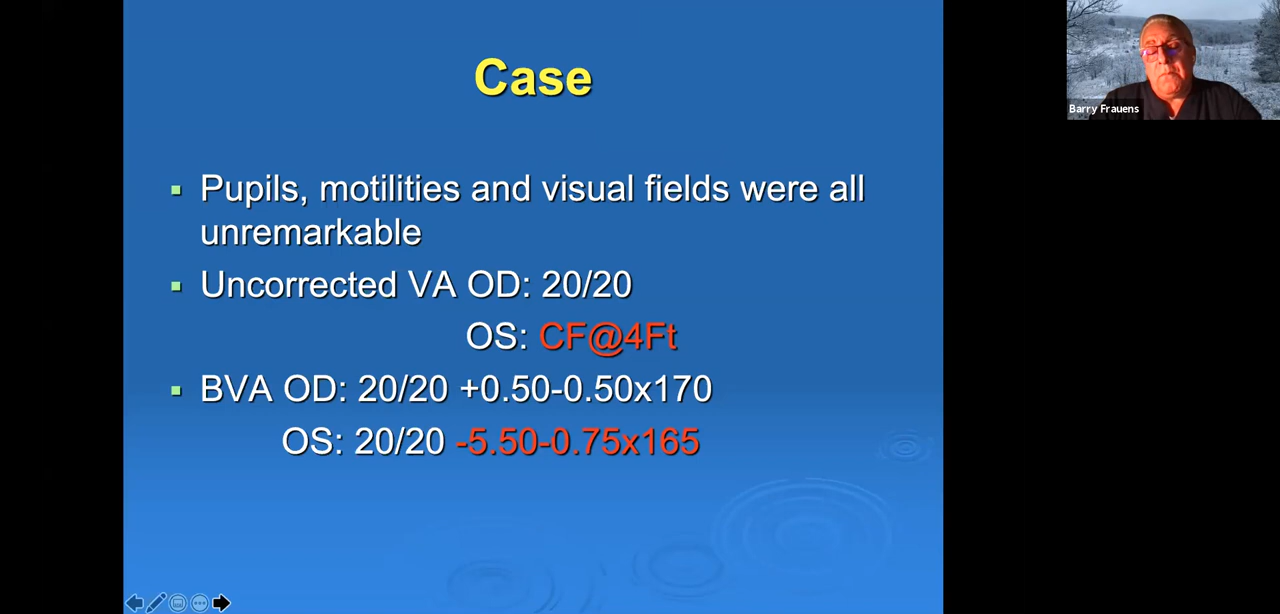 Case
Pupils, motilities and visual fields were all
unremarkable
Uncorrected VA OD: 20/20
OS: CF@4Ft
BVA OD: 20/20 +0.50-0.50x170
OS: 20/20 -5.50-0.75x165
Barry Frauens